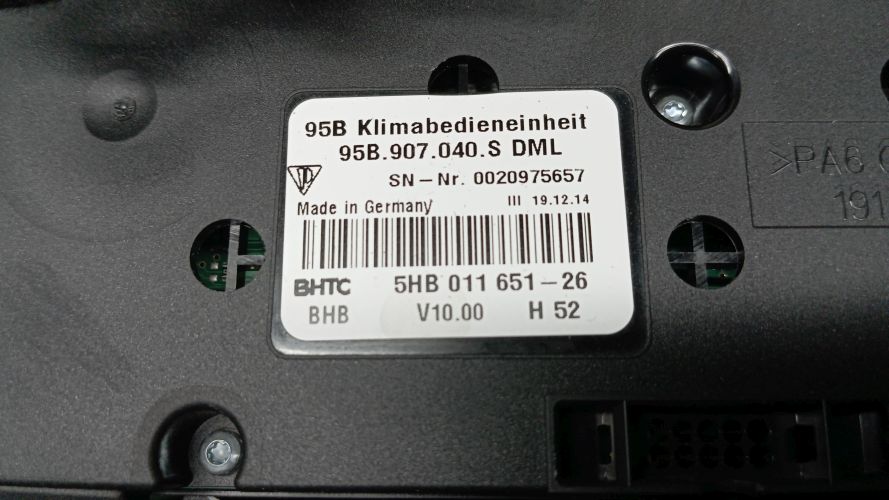 95B Klimabedieneinheit
95B.907.040.S DML
SN-Nr. 0020975657
Made in Germany III 19.12.14
BHTC 5HB 011 651-26
BHB V10.00 H 52
>PA6
191